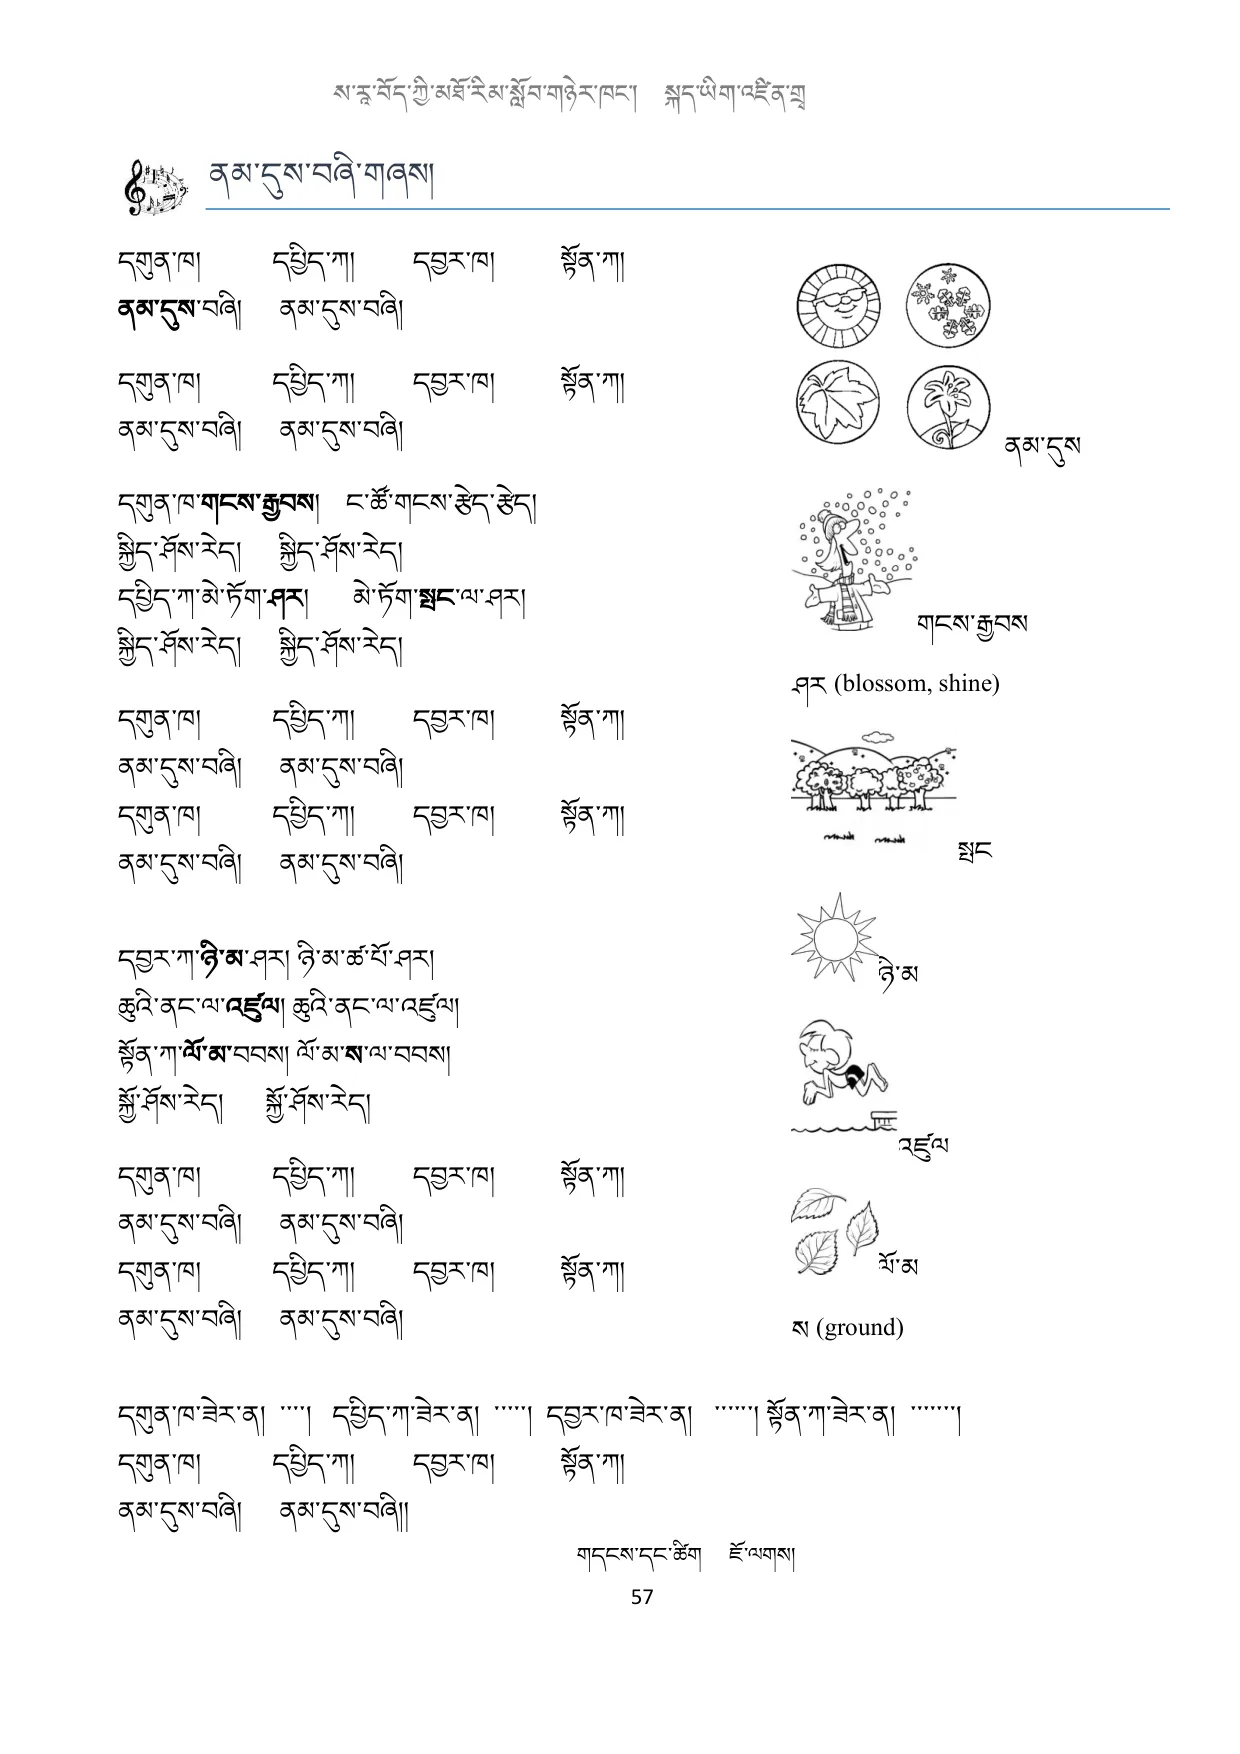 ས་རཱ་བོད་ཀྱི་མཐོ་རིམ་སློབ་གཉེར་ཁང་། སྐད་ཡིག་འཛིན་གྲྭ
ནམ་དུས་བཞི་གཞས།
དགུན་ཁ། དཔྱིད་ཀ། དབྱར་ཁ། སྟོན་ཀ།
ནམ་དུས་བཞི། ནམ་དུས་བཞི།
དགུན་ཁ། དཔྱིད་ཀ། དབྱར་ཁ། སྟོན་ཀ།
ནམ་དུས་བཞི། ནམ་དུས་བཞི།
ནམ་དུས
དགུན་ཁ་གངས་རྒྱབས། ང་ཚོ་གངས་རྩེད་རྩེད།
སྐྱིད་ཤོས་རེད། སྐྱིད་ཤོས་རེད།
དཔྱིད་ཀ་མེ་ཏོག་ཤར། མེ་ཏོག་སྤང་ལ་ཤར།
སྐྱིད་ཤོས་རེད། སྐྱིད་ཤོས་རེད།
གངས་རྒྱབས
ཤར (blossom, shine)
དགུན་ཁ། དཔྱིད་ཀ། དབྱར་ཁ། སྟོན་ཀ།
ནམ་དུས་བཞི། ནམ་དུས་བཞི།
དགུན་ཁ། དཔྱིད་ཀ། དབྱར་ཁ། སྟོན་ཀ།
ནམ་དུས་བཞི། ནམ་དུས་བཞི།
སྤང
དབྱར་ཀ་ཉི་མ་ཤར། ཉི་མ་ཚ་པོ་ཤར།
ཆུའི་ནང་ལ་འཛུལ། ཆུའི་ནང་ལ་འཛུལ།
སྟོན་ཀ་ལོ་མ་བབས། ལོ་མ་ས་ལ་བབས།
སྐྱོ་ཤོས་རེད། སྐྱོ་ཤོས་རེད།
ཉི་མ
འཛུལ
དགུན་ཁ། དཔྱིད་ཀ། དབྱར་ཁ། སྟོན་ཀ།
ནམ་དུས་བཞི། ནམ་དུས་བཞི།
དགུན་ཁ། དཔྱིད་ཀ། དབྱར་ཁ། སྟོན་ཀ།
ནམ་དུས་བཞི། ནམ་དུས་བཞི།
ལོ་མ
ས (ground)
དགུན་ཁ་ཟེར་ན། ་་་་། དཔྱིད་ཀ་ཟེར་ན། ་་་་་། དབྱར་ཁ་ཟེར་ན། ་་་་་་། སྟོན་ཀ་ཟེར་ན། ་་་་་་་།
དགུན་ཁ། དཔྱིད་ཀ། དབྱར་ཁ། སྟོན་ཀ།
ནམ་དུས་བཞི། ནམ་དུས་བཞི།།
གདངས་དང་ཚིག ཇོ་ལགས།
57